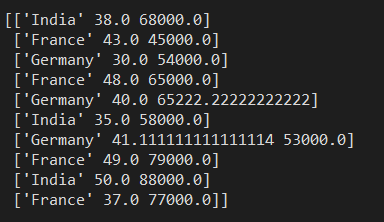 [['India' 38.0 68000.0]
['France' 43.0 45000.0]
['Germany' 30.0 54000.0]
['France' 48.0 65000.0]
['Germany' 40.0 65222.22222222222]
['India' 35.0 58000.0]
['Germany' 41.111111111111114 53000.0]
['France' 49.0 79000.0]
['India' 50.0 88000.0]
['France' 37.0 77000.0]]